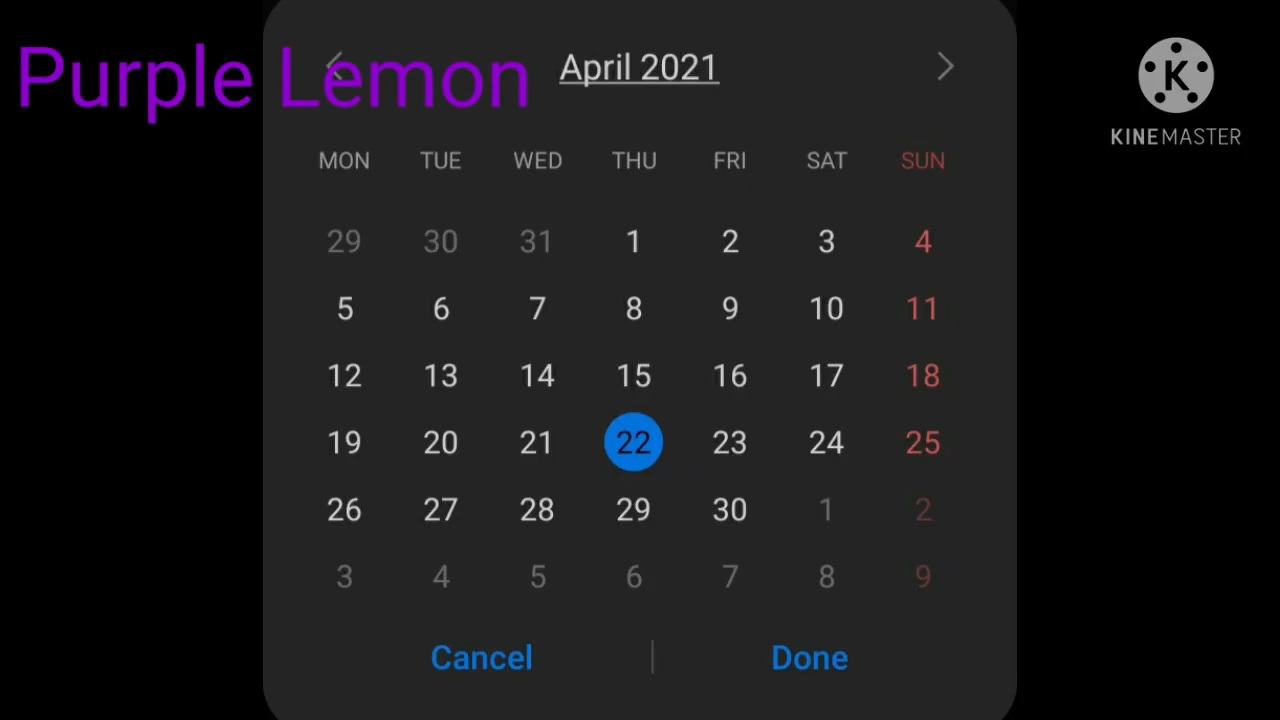 Purple Lemon
April 2021
K
KINEMASTER
MON TUE WED THU FRI SAT SUN
29 30 31 1 2 3 4
5 6 7 8 9 10 11
12 13 14 15 16 17 18
19 20 21 22 23 24 25
26 27 28 29 30 1 2
3 4 5 6 7 8 9
Cancel Done